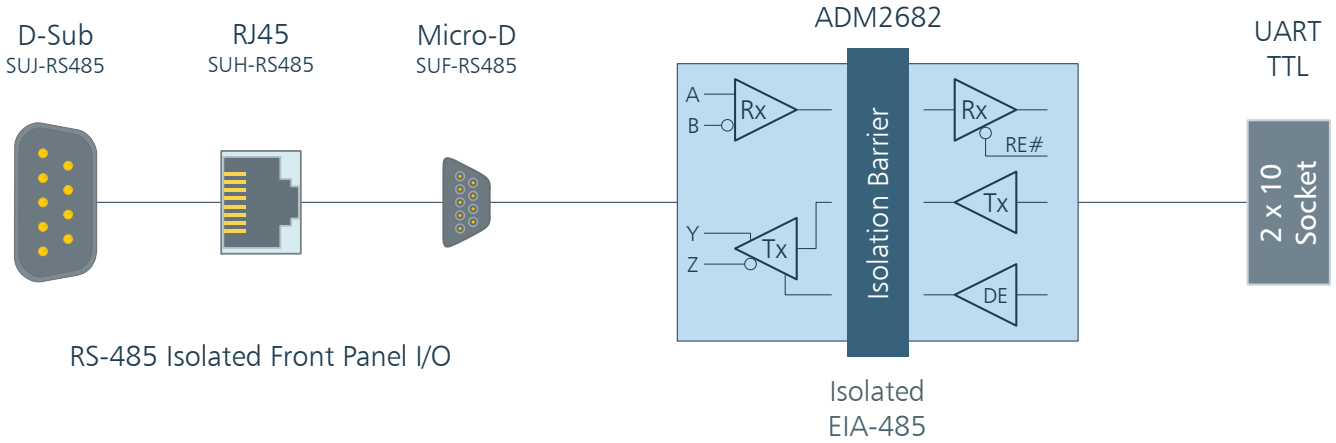 D-Sub
SUJ-RS485
RJ45
SUH-RS485
Micro-D
SUF-RS485
ADM2682
UART
TTL
A
B
Rx
Isolation Barrier
Rx
RE#
Y
Z
Tx
Tx
DE
2 x 10
Socket
RS-485 Isolated Front Panel I/O
Isolated
EIA-485